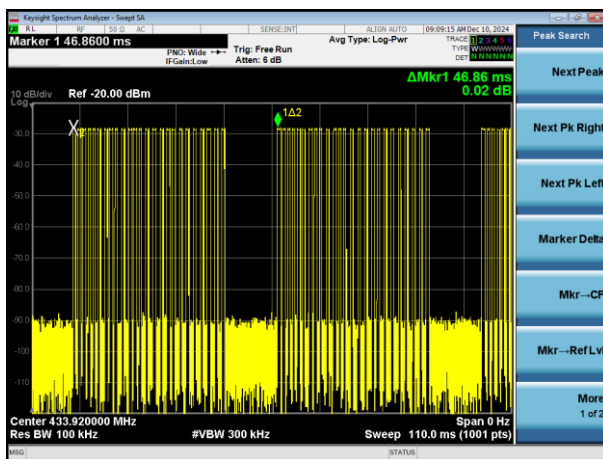 Keysight Spectrum Analyzer - Swept SA
RL RF 50 Ω AC SENSE:INT ALIGN AUTO 09:09:15 AM Dec 10, 2024
Marker 1 46.8600 ms
PNO: Wide
IFGain:Low
Trig: Free Run
Atten: 6 dB
Avg Type: Log-Pwr
TRACE 1 2 3 4 5 6
TYPE W W W W W W
DET N N N N N N
Peak Search
ΔMkr1 46.86 ms
0.02 dB
10 dB/div
Log
Ref -20.00 dBm
Next Peak
1Δ2
X
-30.0
Next Pk Right
-40.0
-50.0
Next Pk Left
-60.0
-70.0
Marker Delta
-80.0
Mkr→CF
-90.0
-100
Mkr→Ref Lvl
-110
More
1 of 2
Center 433.920000 MHz
Span 0 Hz
Res BW 100 kHz
#VBW 300 kHz
Sweep 110.0 ms (1001 pts)
MSG
STATUS